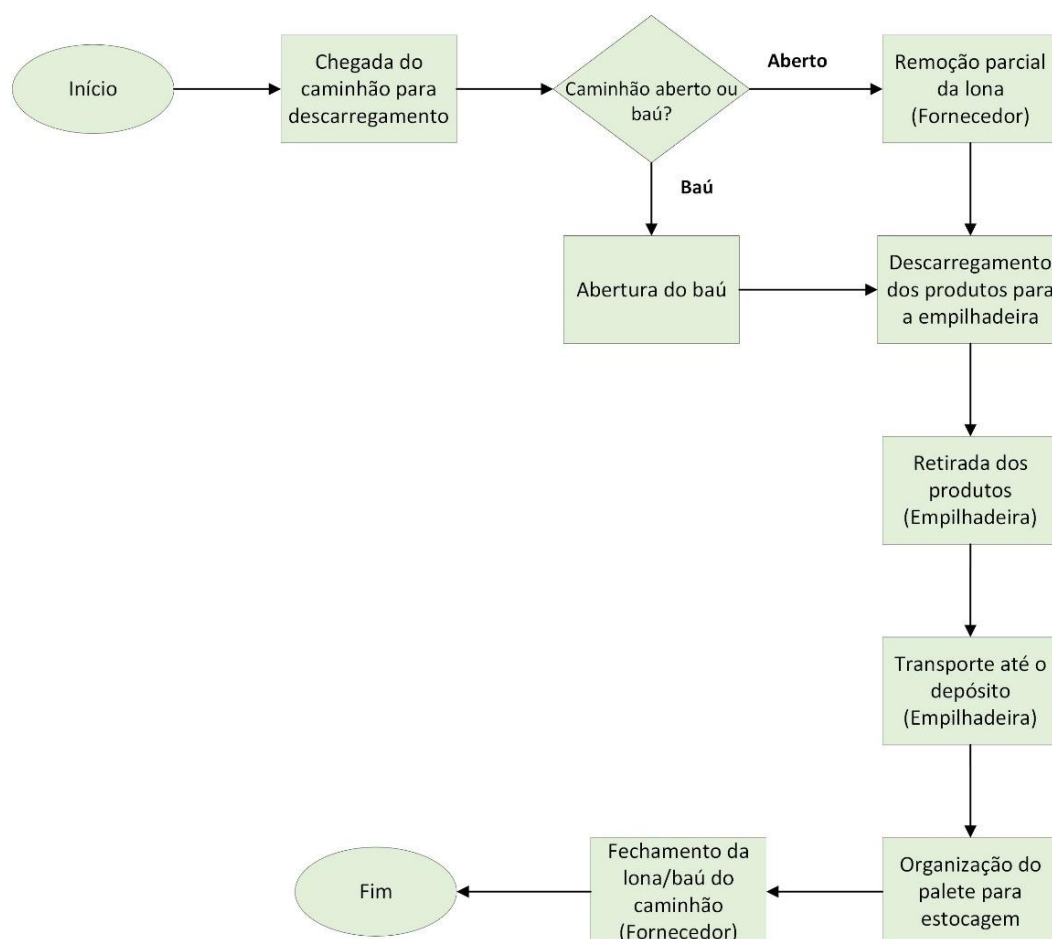 Início
Chegada do
caminhão para
descarregamento
Caminhão aberto ou
baú?
Aberto
Remoção parcial
da lona
(Fornecedor)
Baú
Abertura do baú
Descarregamento
dos produtos para
a empilhadeira
Retirada dos
produtos
(Empilhadeira)
Transporte até o
depósito
(Empilhadeira)
Organização do
palete para
estocagem
Fechamento da
lona/baú do
caminhão
(Fornecedor)
Fim